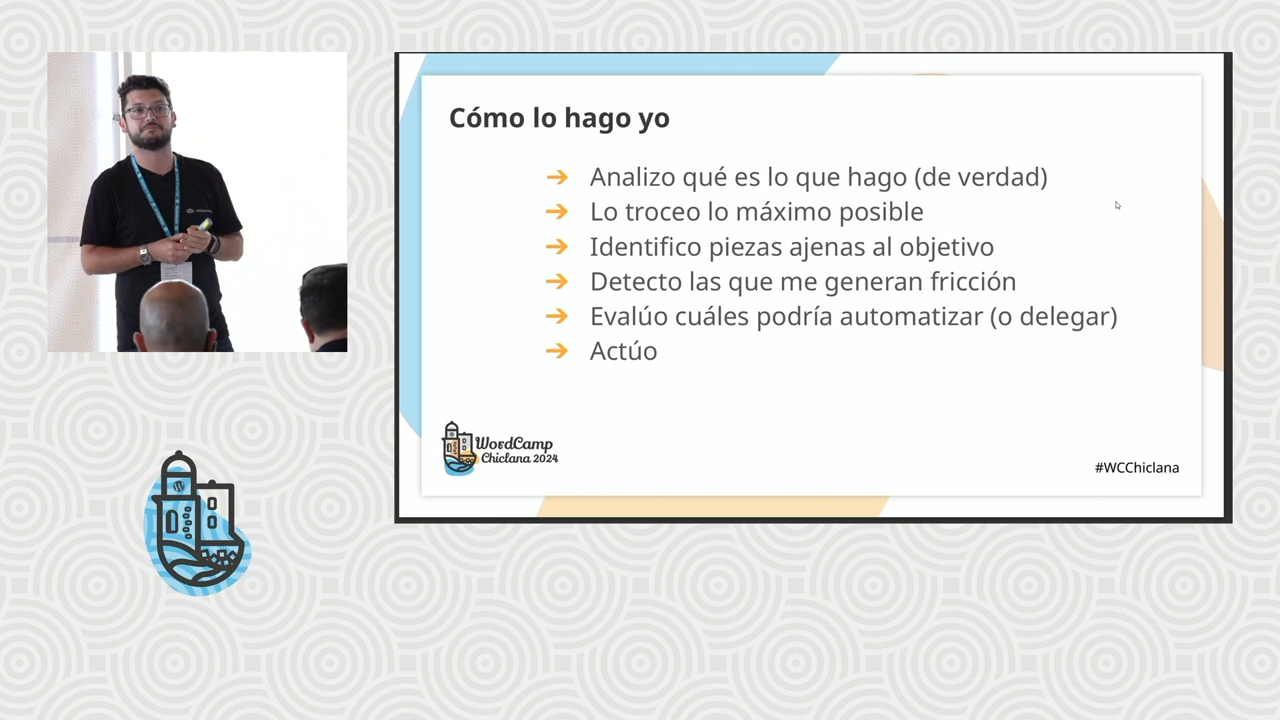 Cómo lo hago yo
➔ Analizo qué es lo que hago (de verdad)
➔ Lo troceo lo máximo posible
➔ Identifico piezas ajenas al objetivo
➔ Detecto las que me generan fricción
➔ Evalúo cuáles podría automatizar (o delegar)
➔ Actúo
WordCamp
Chiclana 2024
#WCChiclana